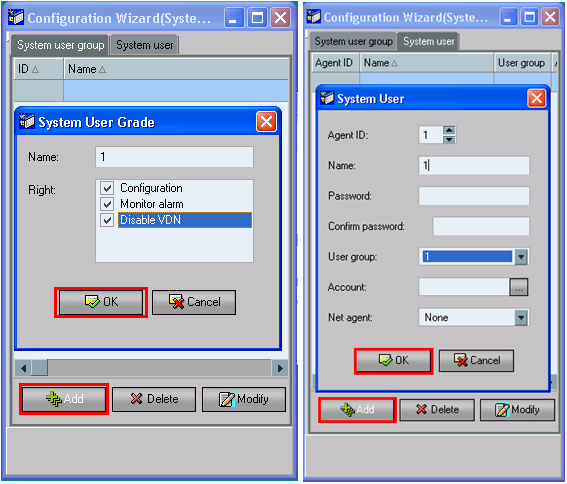 Configuration Wizard(Syste...
System user group System user
ID Name
System User Grade
Name: 1
Right: Configuration
Monitor alarm
Disable VDN
OK Cancel
Add Delete Modify
Configuration Wizard(Syste...
System user group System user
Agent ID Name User group
System User
Agent ID: 1
Name: 1
Password:
Confirm password:
User group: 1
Account: ...
Net agent: None
OK Cancel
Add Delete Modify